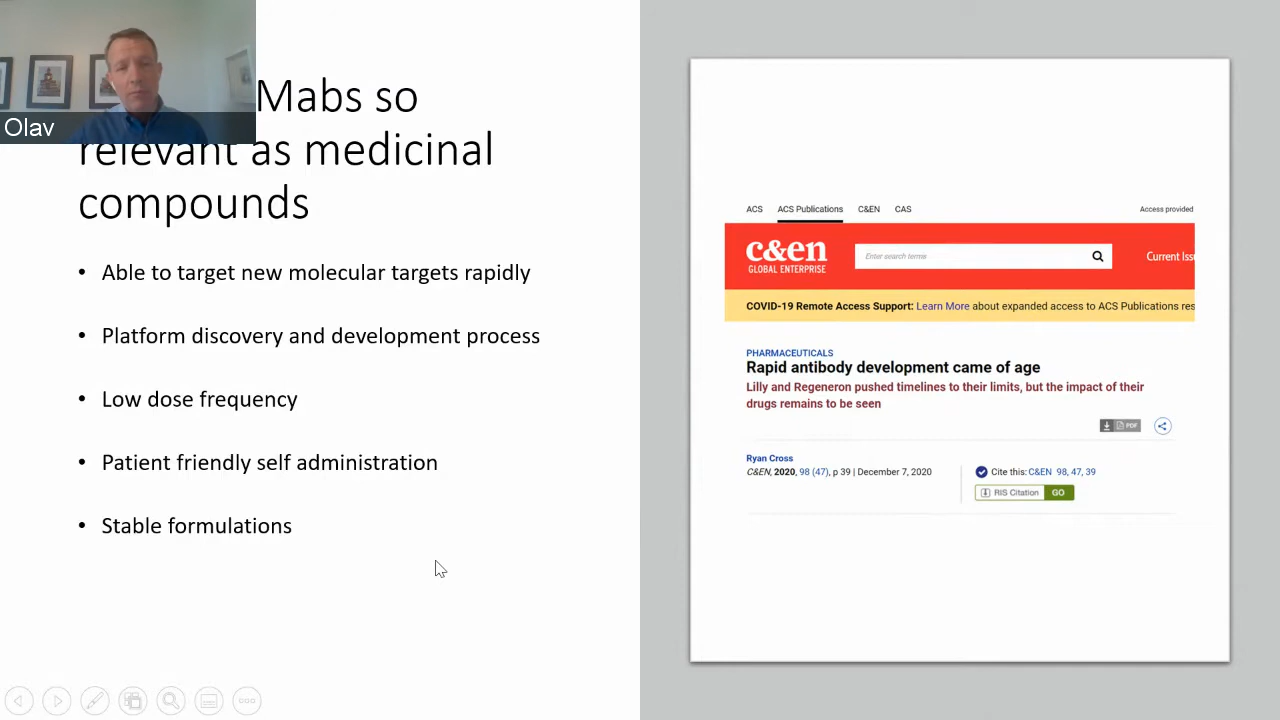 Olav
Mabs so
relevant as medicinal
compounds
• Able to target new molecular targets rapidly
• Platform discovery and development process
• Low dose frequency
• Patient friendly self administration
• Stable formulations
ACS ACS Publications C&EN CAS Access provided
c&en
GLOBAL ENTERPRISE
Enter search terms
Current Iss
COVID-19 Remote Access Support: Learn More about expanded access to ACS Publications res
PHARMACEUTICALS
Rapid antibody development came of age
Lilly and Regeneron pushed timelines to their limits, but the impact of their
drugs remains to be seen
PDF
Ryan Cross
C&EN, 2020, 98 (47), p 39 | December 7, 2020
Cite this: C&EN 98, 47, 39
RIS Citation GO